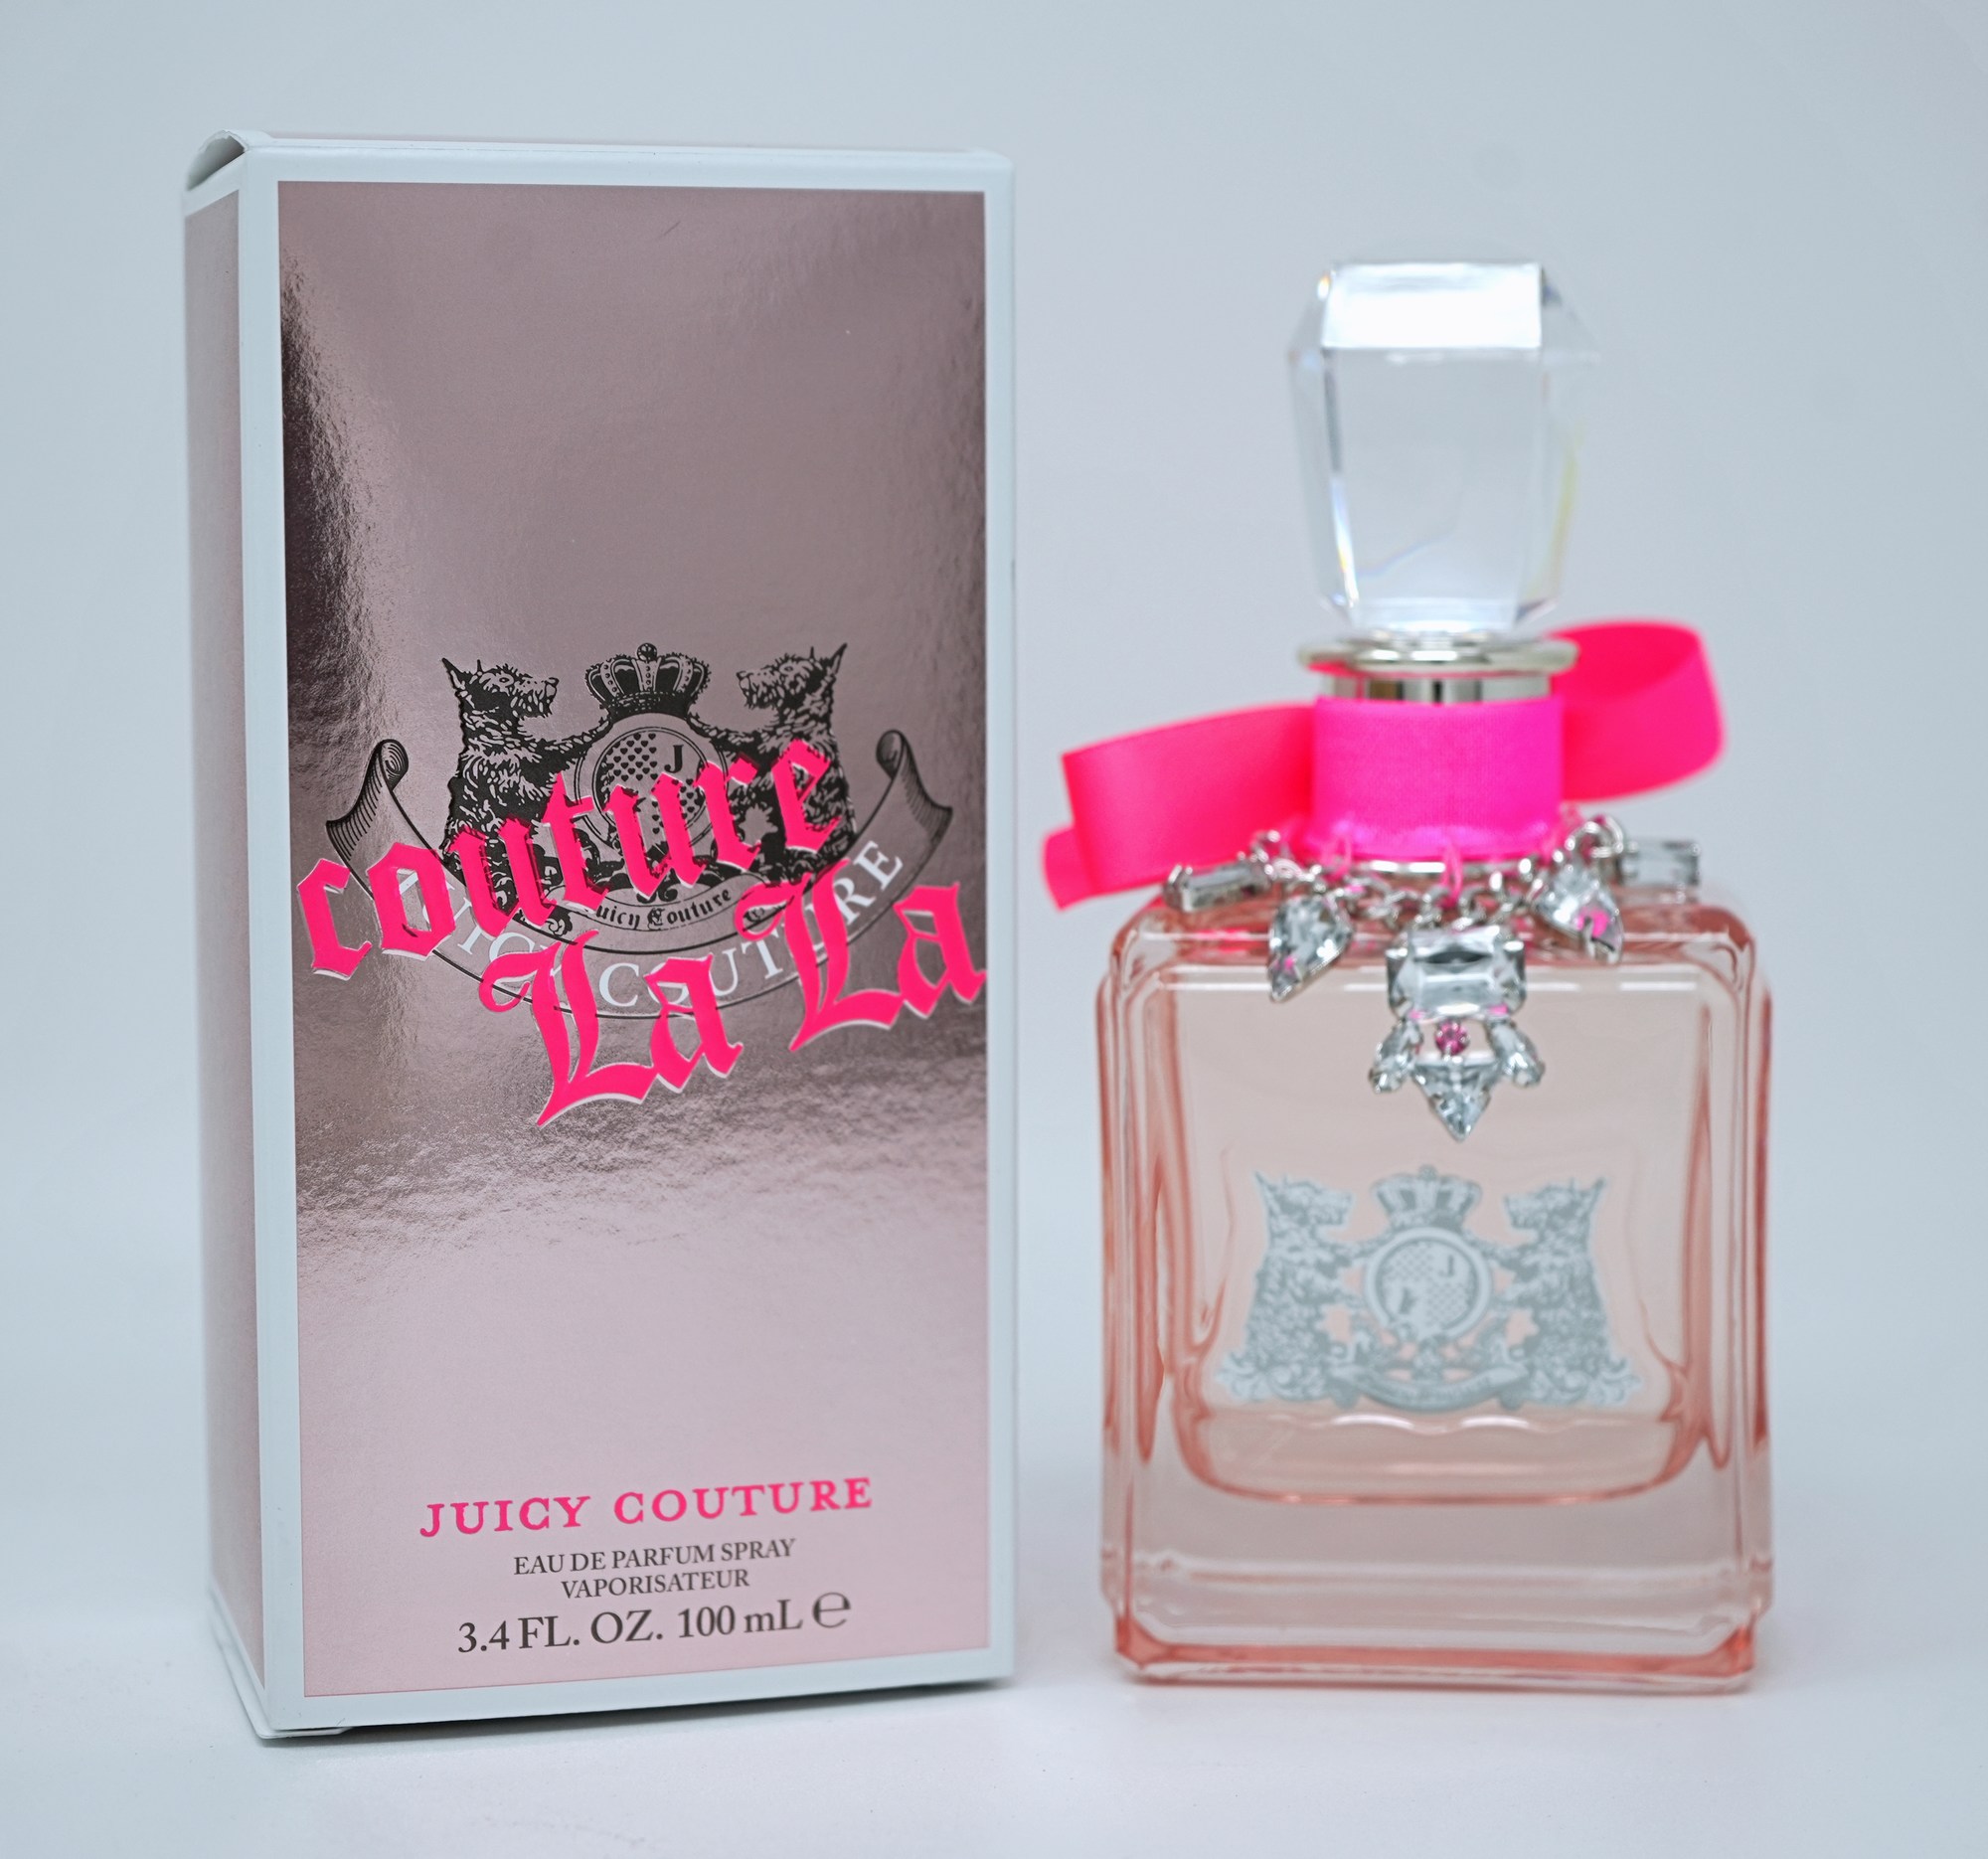 J
couture
La La
Juicy Couture
JUICY COUTURE
JUICY COUTURE
EAU DE PARFUM SPRAY
VAPORISATEUR
3.4 FL. OZ. 100 mL ℮
J